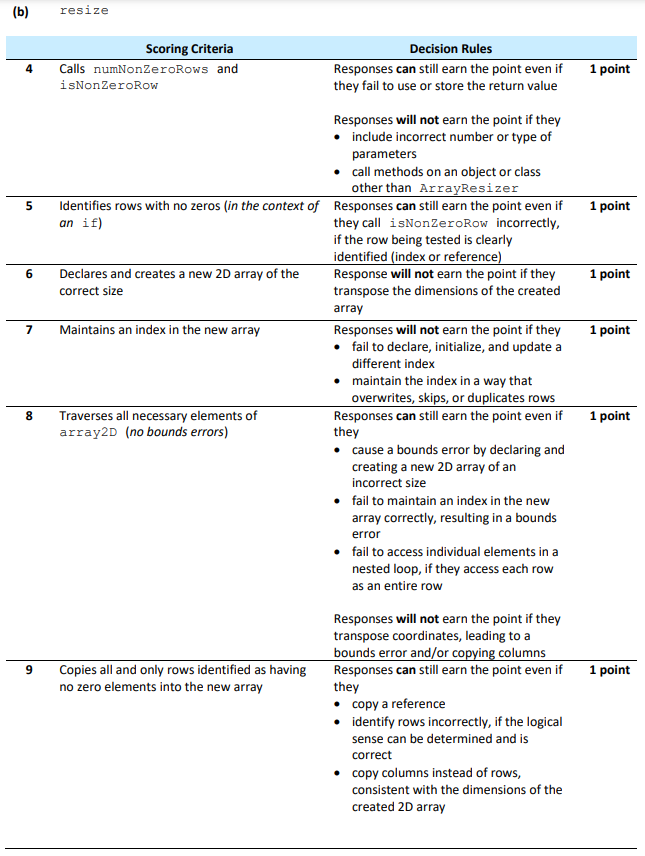 (b) resize
Scoring Criteria Decision Rules
4 Calls numNonZeroRows and Responses can still earn the point even if 1 point
isNonZeroRow they fail to use or store the return value
Responses will not earn the point if they
• include incorrect number or type of
parameters
• call methods on an object or class
other than ArrayResizer
5 Identifies rows with no zeros (in the context of Responses can still earn the point even if 1 point
an if) they call isNonZeroRow incorrectly,
if the row being tested is clearly
identified (index or reference)
6 Declares and creates a new 2D array of the Response will not earn the point if they 1 point
correct size transpose the dimensions of the created
array
7 Maintains an index in the new array Responses will not earn the point if they 1 point
• fail to declare, initialize, and update a
different index
• maintain the index in a way that
overwrites, skips, or duplicates rows
8 Traverses all necessary elements of Responses can still earn the point even if 1 point
array2D (no bounds errors) they
• cause a bounds error by declaring and
creating a new 2D array of an
incorrect size
• fail to maintain an index in the new
array correctly, resulting in a bounds
error
• fail to access individual elements in a
nested loop, if they access each row
as an entire row
Responses will not earn the point if they
transpose coordinates, leading to a
bounds error and/or copying columns
9 Copies all and only rows identified as having Responses can still earn the point even if 1 point
no zero elements into the new array they
• copy a reference
• identify rows incorrectly, if the logical
sense can be determined and is
correct
• copy columns instead of rows,
consistent with the dimensions of the
created 2D array